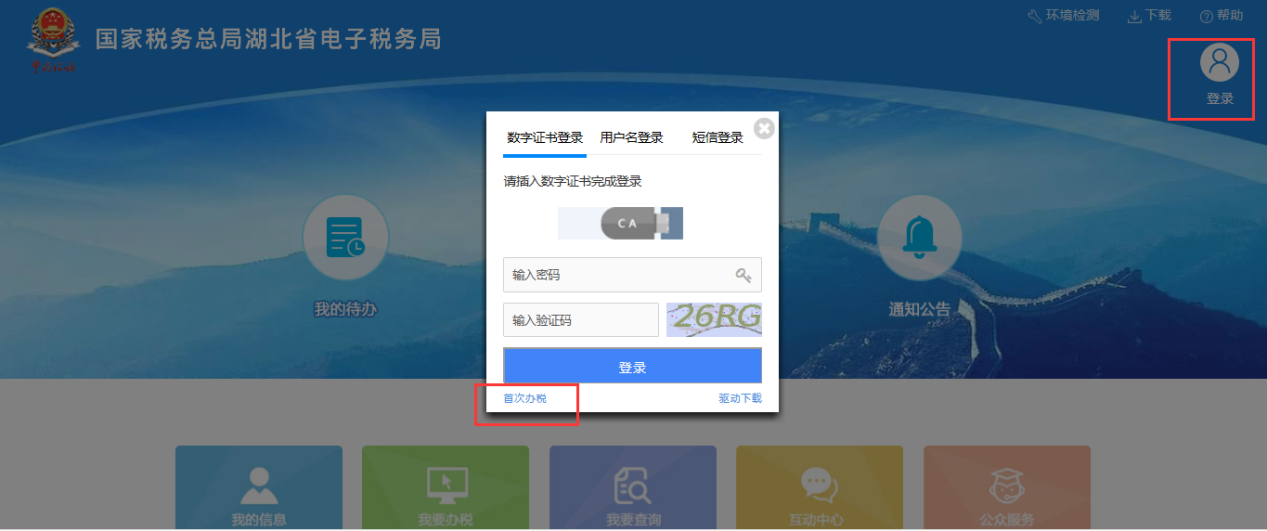 环境检测 下载 帮助
国家税务总局湖北省电子税务局
中国税务
登录
数字证书登录 用户名登录 短信登录
请插入数字证书完成登录
CA
输入密码
输入验证码 26RG
登录
首次办税 驱动下载
我的待办 通知公告
我的信息 我要办税 我要查询 互动中心 公众服务